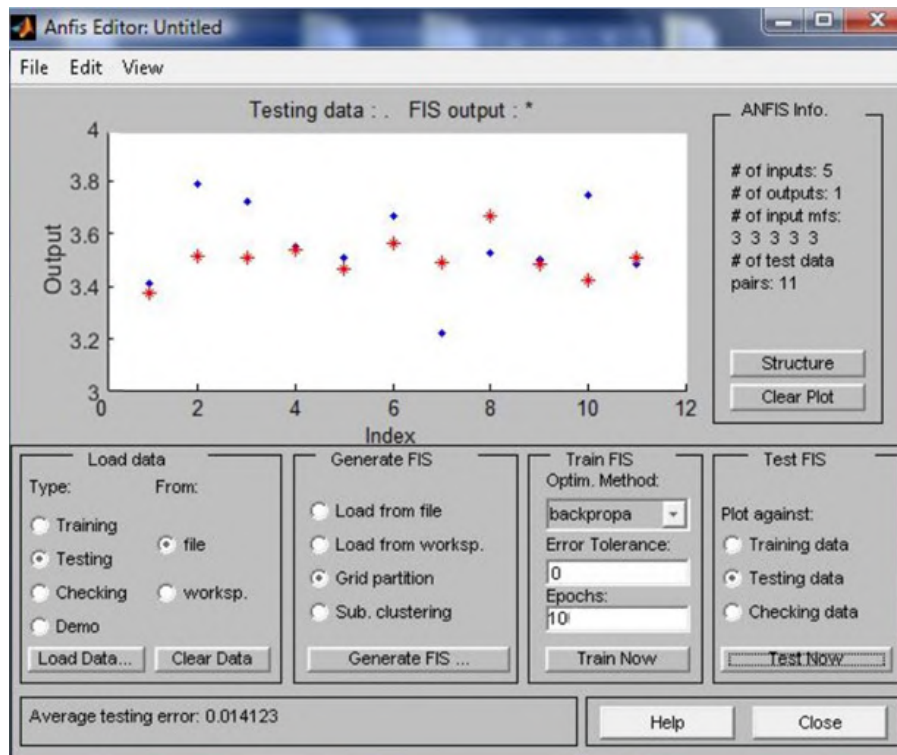 Anfis Editor: Untitled
File Edit View
Testing data : . FIS output : *
4
3.8
3.6
3.4
3.2
3
Output
0 2 4 6 8 10 12
Index
ANFIS Info.
# of inputs: 5
# of outputs: 1
# of input mfs:
3 3 3 3 3
# of test data
pairs: 11
Structure
Clear Plot
Load data
Type: From:
Training
Testing
Checking
Demo
file
worksp.
Load Data... Clear Data
Generate FIS
Load from file
Load from worksp.
Grid partition
Sub. clustering
Generate FIS ...
Train FIS
Optim. Method:
backpropa
Error Tolerance:
0
Epochs:
10
Train Now
Test FIS
Plot against:
Training data
Testing data
Checking data
Test Now
Average testing error: 0.014123
Help Close